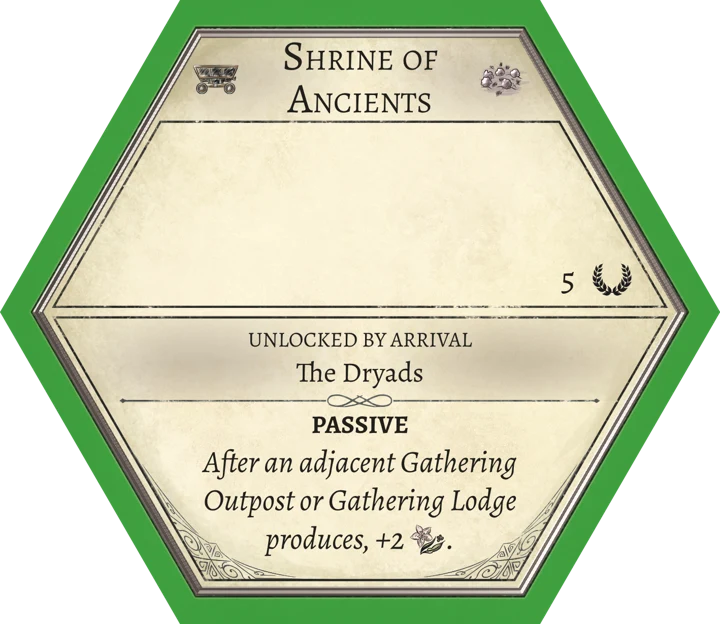 Shrine of
Ancients
5
UNLOCKED BY ARRIVAL
The Dryads
PASSIVE
After an adjacent Gathering
Outpost or Gathering Lodge
produces, +2 .